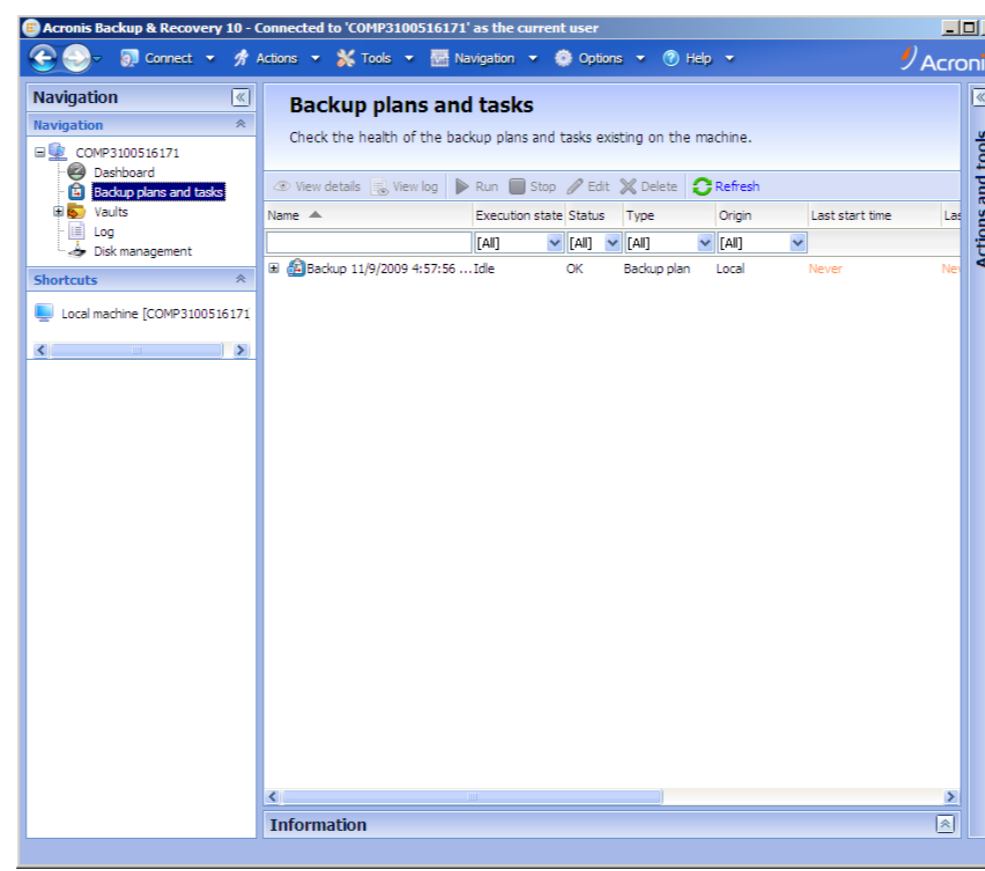 Acronis Backup & Recovery 10 - Connected to 'COMP3100516171' as the current user
Connect Actions Tools Navigation Options Help
Acroni
Navigation
Navigation
COMP3100516171
Dashboard
Backup plans and tasks
Vaults
Log
Disk management
Shortcuts
Local machine [COMP3100516171
Backup plans and tasks
Check the health of the backup plans and tasks existing on the machine.
View details View log Run Stop Edit Delete Refresh
Name Execution state Status Type Origin Last start time Las
[All] [All] [All] [All]
Backup 11/9/2009 4:57:56 ... Idle OK Backup plan Local Never Ne
Information
Actions and tools